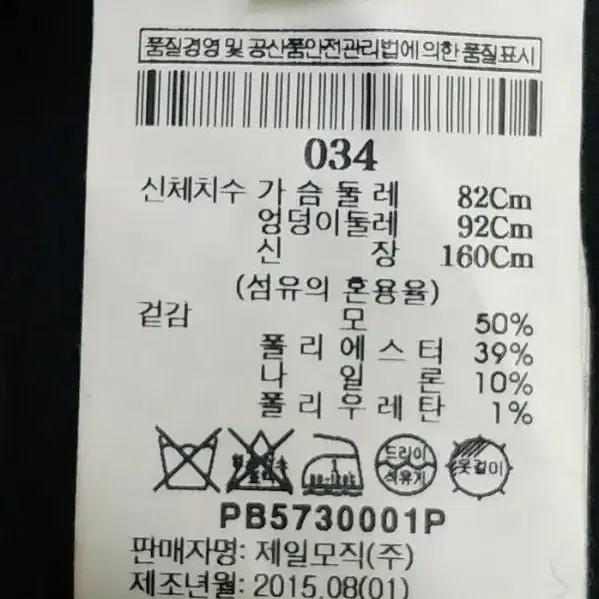 품질경영 및 공산품안전관리법에 의한 품질표시
034
신체치수 가슴둘레 82Cm
엉덩이둘레 92Cm
신장 160Cm
(섬유의 혼용율)
겉감 모 50%
폴리에스터 39%
나일론 10%
폴리우레탄 1%
드라이 석유계 옷걸이
PB5730001P
판매자명: 제일모직(주)
제조년월: 2015.08(01)